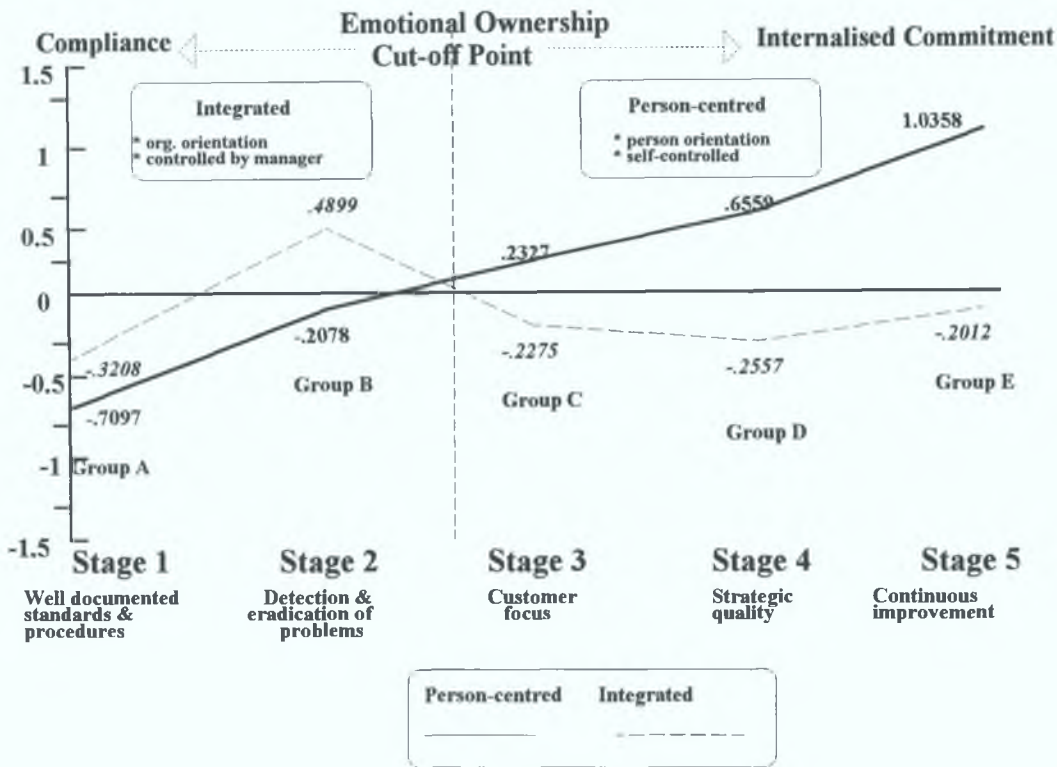 Emotional Ownership
Cut-off Point
Compliance
Internalised Commitment
1.5
1
0.5
0
-0.5
-1
-1.5
Integrated
* org. orientation
* controlled by manager
Person-centred
* person orientation
* self-controlled
1.0358
.6559
.4899
.2327
-.3208
-.7097
-.2078
-.2275
-.2557
-.2012
Group A
Group B
Group C
Group D
Group E
Stage 1
Stage 2
Stage 3
Stage 4
Stage 5
Well documented
standards &
procedures
Detection &
eradication of
problems
Customer
focus
Strategic
quality
Continuous
improvement
Person-centred
Integrated